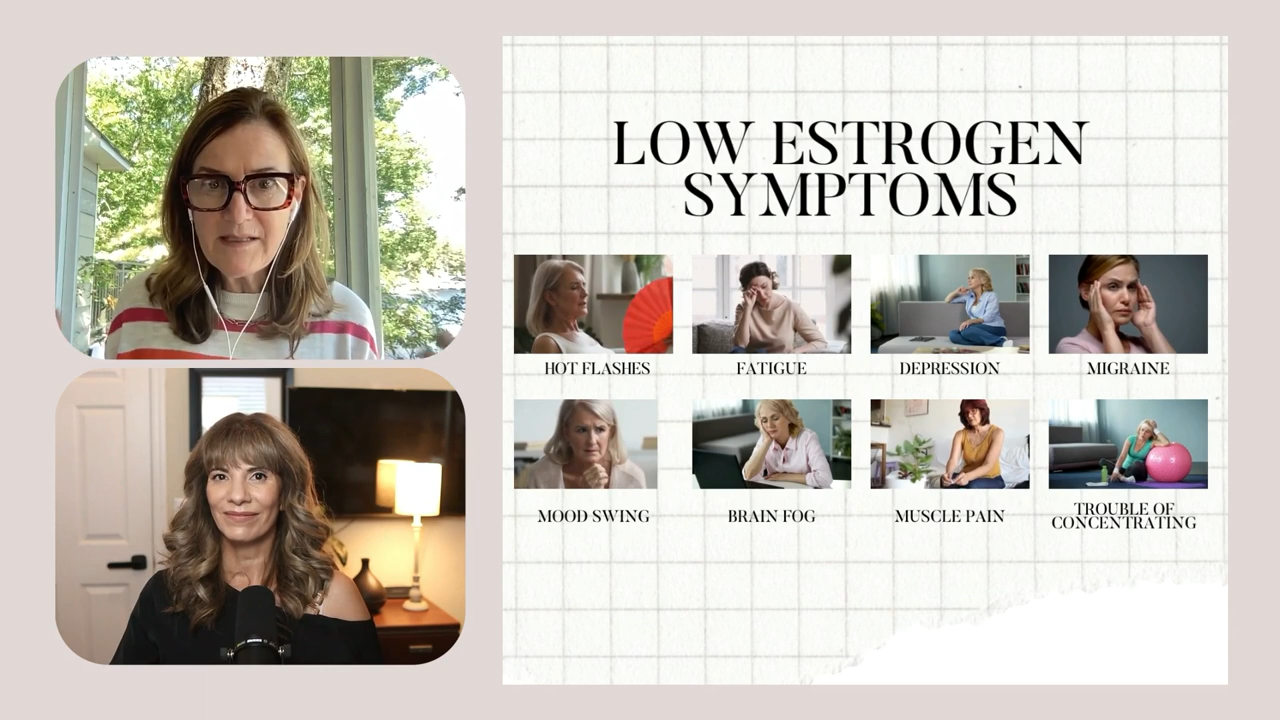 LOW ESTROGEN
SYMPTOMS
HOT FLASHES
FATIGUE
DEPRESSION
MIGRAINE
MOOD SWING
BRAIN FOG
MUSCLE PAIN
TROUBLE OF
CONCENTRATING